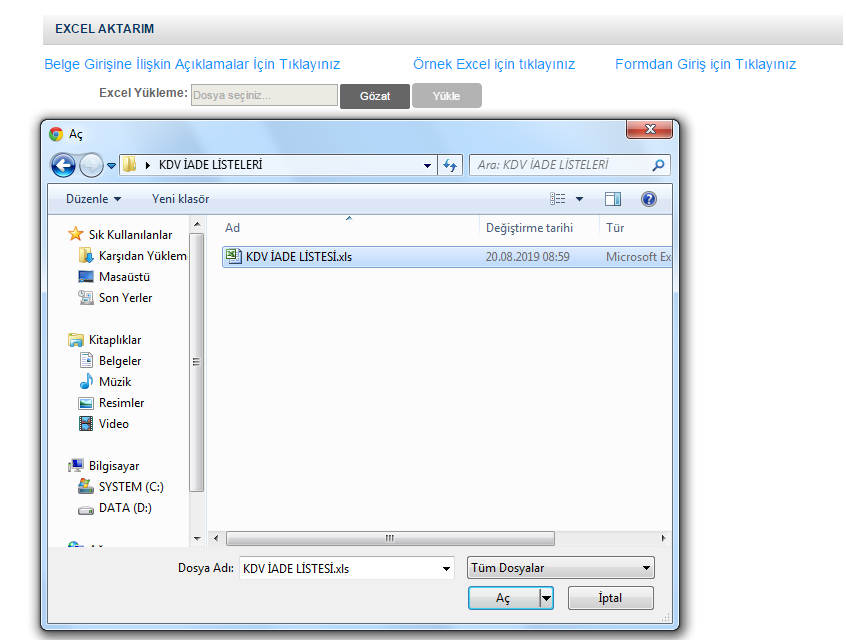 EXCEL AKTARIM
Belge Girişine İlişkin Açıklamalar İçin Tıklayınız
Örnek Excel için tıklayınız
Formdan Giriş için Tıklayınız
Excel Yükleme:
Dosya seçiniz...
Gözat
Yükle
Aç
KDV İADE LİSTELERİ
Ara: KDV İADE LİSTELERİ
Düzenle
Yeni klasör
Ad
Değiştirme tarihi
Tür
Sık Kullanılanlar
Karşıdan Yüklem
Masaüstü
Son Yerler
Kitaplıklar
Belgeler
Müzik
Resimler
Video
Bilgisayar
SYSTEM (C:)
DATA (D:)
KDV İADE LİSTESİ.xls
20.08.2019 08:59
Microsoft Ex
Dosya Adı:
KDV İADE LİSTESİ.xls
Tüm Dosyalar
Aç
İptal